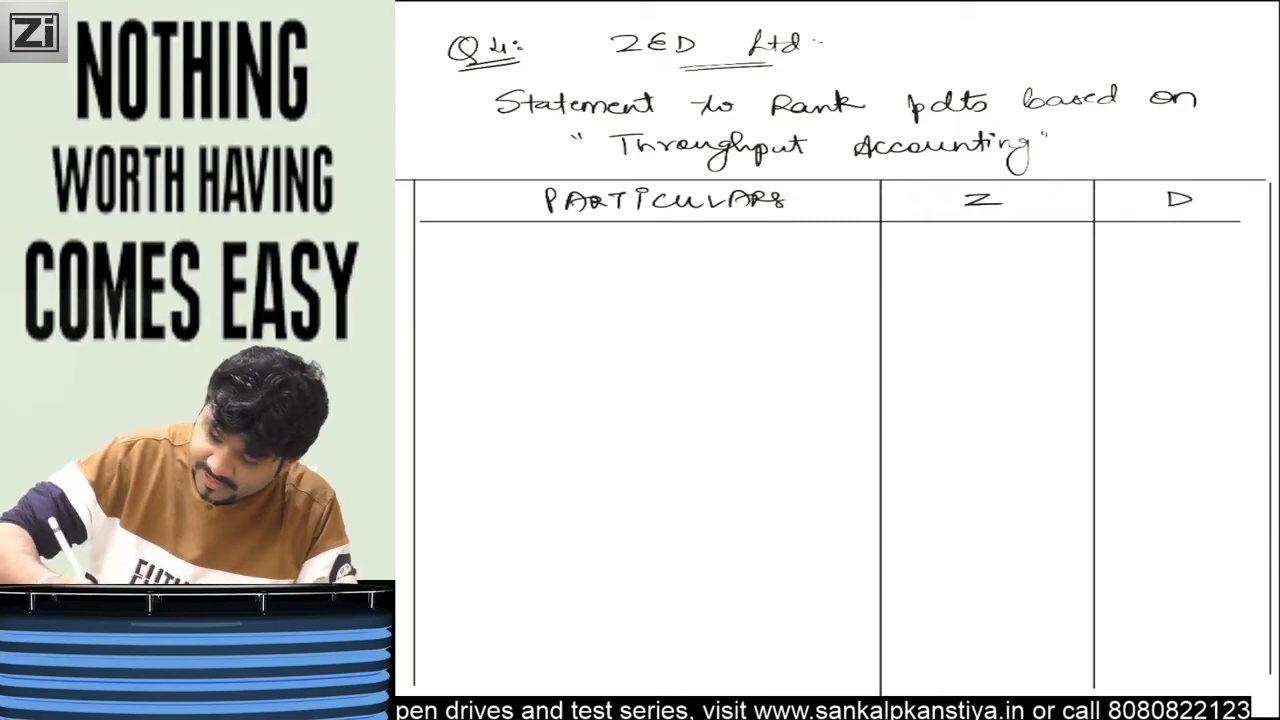 Zi
NOTHING
WORTH HAVING
COMES EASY
Q4: ZED Ltd.
Statement to Rank pdts based on
"Throughput Accounting"
PARTICULARS Z D
pen drives and test series, visit www.sankalpkanstiya.in or call 8080822123